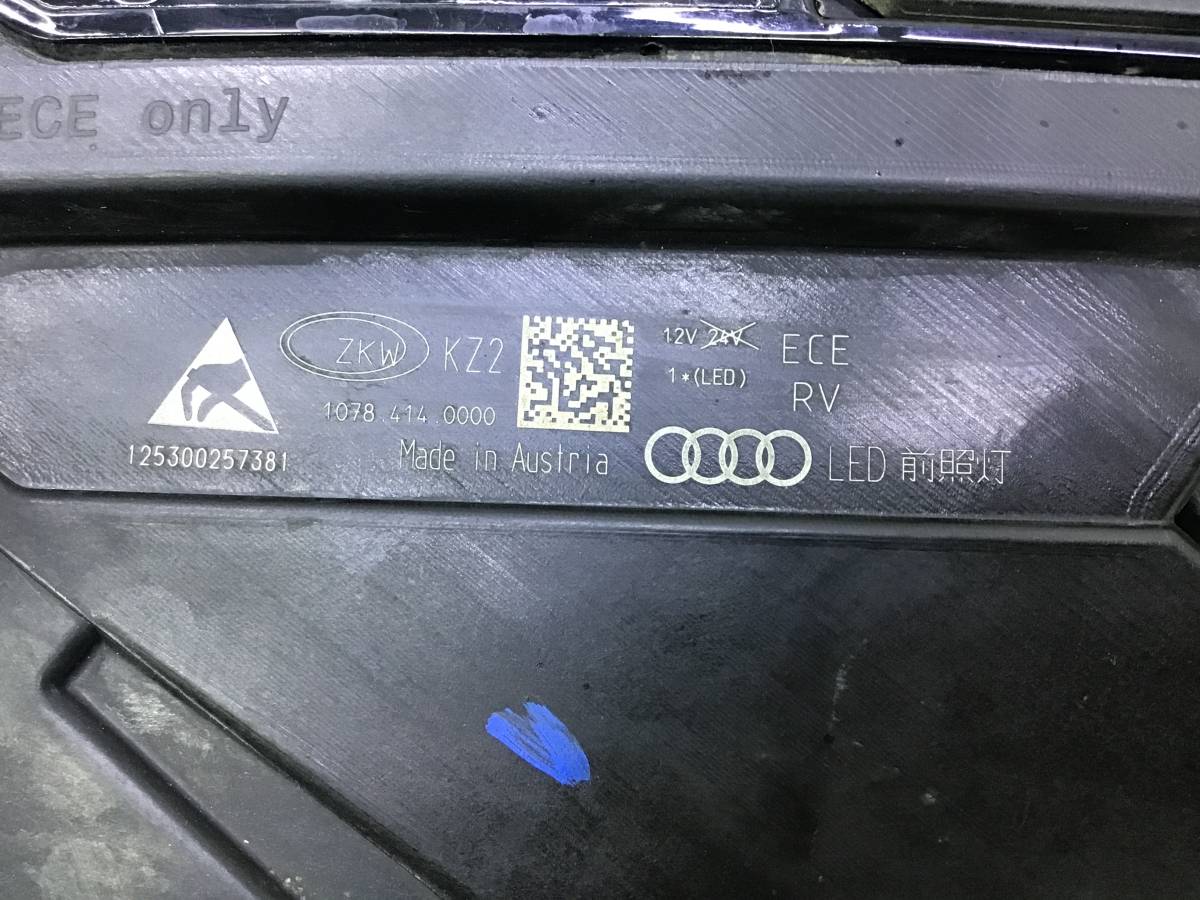 ECE only
ZKW KZ2
12V 24V ECE
1*(LED)
RV
1078.414.0000
125300257381
Made in Austria
LED 前照灯